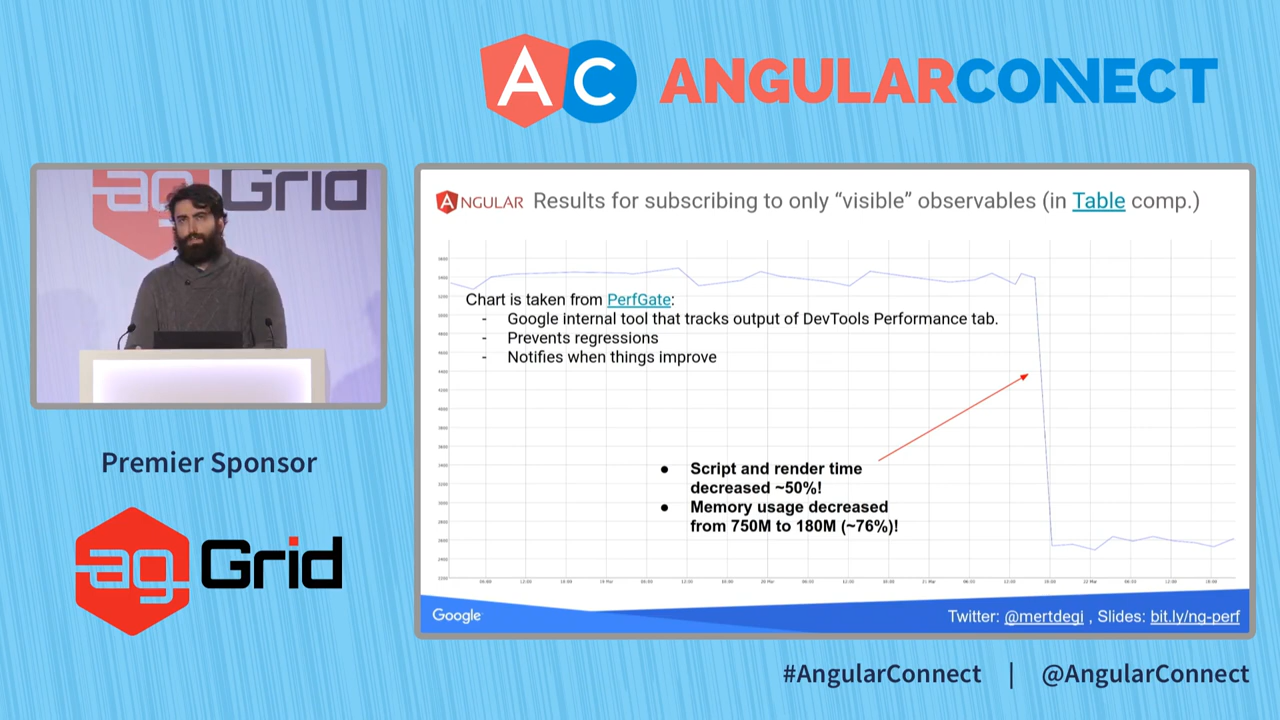 AC ANGULARCONNECT
ag Grid
Premier Sponsor
ag Grid
ANGULAR Results for subscribing to only “visible” observables (in Table comp.)
Chart is taken from PerfGate:
- Google internal tool that tracks output of DevTools Performance tab.
- Prevents regressions
- Notifies when things improve
● Script and render time
decreased ~50%!
● Memory usage decreased
from 750M to 180M (~76%)!
Google
Twitter: @mertdegi , Slides: bit.ly/ng-perf
#AngularConnect | @AngularConnect